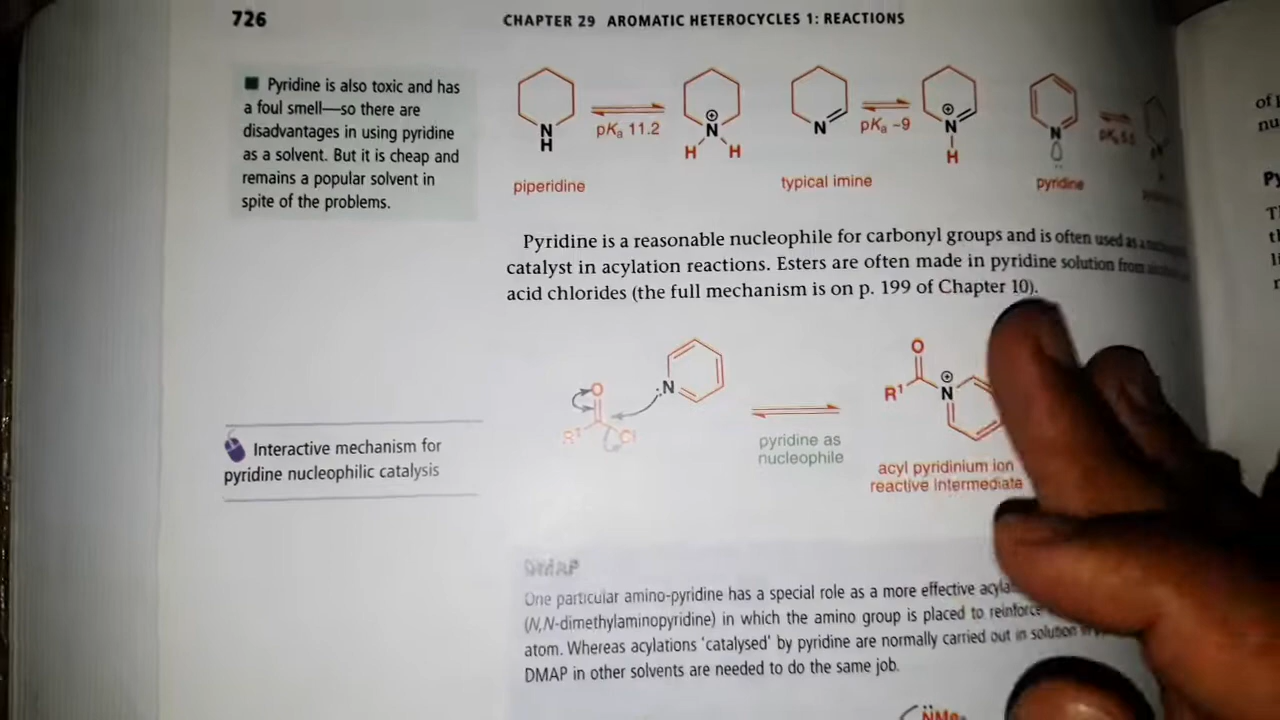 726
CHAPTER 29 AROMATIC HETEROCYCLES 1: REACTIONS
■ Pyridine is also toxic and has
a foul smell—so there are
disadvantages in using pyridine
as a solvent. But it is cheap and
remains a popular solvent in
spite of the problems.
N
H
pKa 11.2
⊕
N
H H
piperidine
N
pKa ~9
⊕
N
H
typical imine
N
pyridine
Pyridine is a reasonable nucleophile for carbonyl groups and is often used as a
catalyst in acylation reactions. Esters are often made in pyridine solution from
acid chlorides (the full mechanism is on p. 199 of Chapter 10).
O
R¹ Cl
:N
pyridine as
nucleophile
O
R¹ ⊕
N
acyl pyridinium ion
reactive intermediate
Interactive mechanism for
pyridine nucleophilic catalysis
DMAP
One particular amino-pyridine has a special role as a more effective
(N,N-dimethylaminopyridine) in which the amino group is placed to reinforce
atom. Whereas acylations 'catalysed' by pyridine are normally carried out in solution
DMAP in other solvents are needed to do the same job.
of
nu